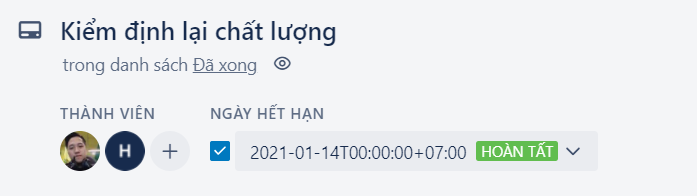 Kiểm định lại chất lượng
trong danh sách Đã xong
THÀNH VIÊN
NGÀY HẾT HẠN
H
2021-01-14T00:00:00+07:00 HOÀN TẤT